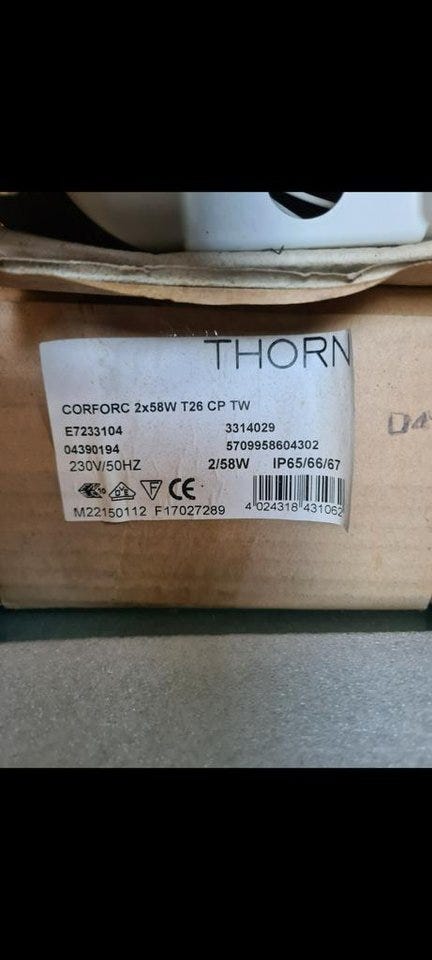 THORN
CORFORC 2x58W T26 CP TW
E7233104 3314029
04390194 5709958604302
230V/50HZ 2/58W IP65/66/67
10 F CE
M22150112 F17027289 4 024318 431062